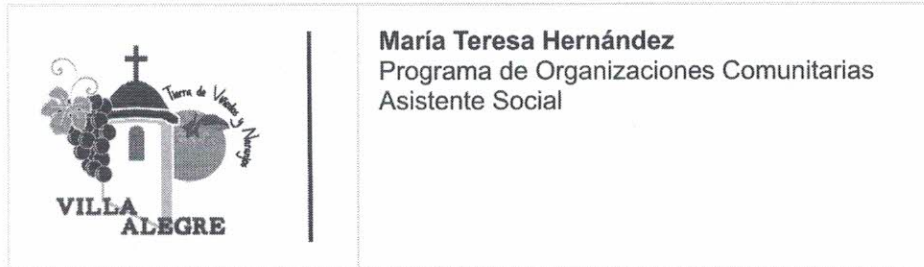 Tierra de Viñedos y Naranjos
VILLA
ALEGRE
María Teresa Hernández
Programa de Organizaciones Comunitarias
Asistente Social